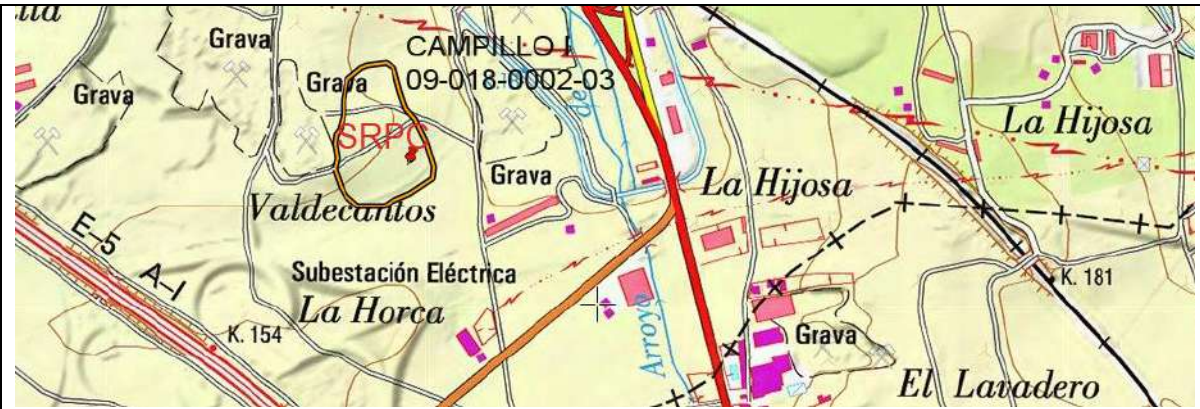 Grava
CAMPILLO I
09-018-0002-03
Grava
Grava
SRPC
de
La Hijosa
Grava
La Hijosa
Valdecantos
E-5 A-I
Subestación Eléctrica
La Horca
K. 181
K. 154
Arroyo
Grava
El Lavadero